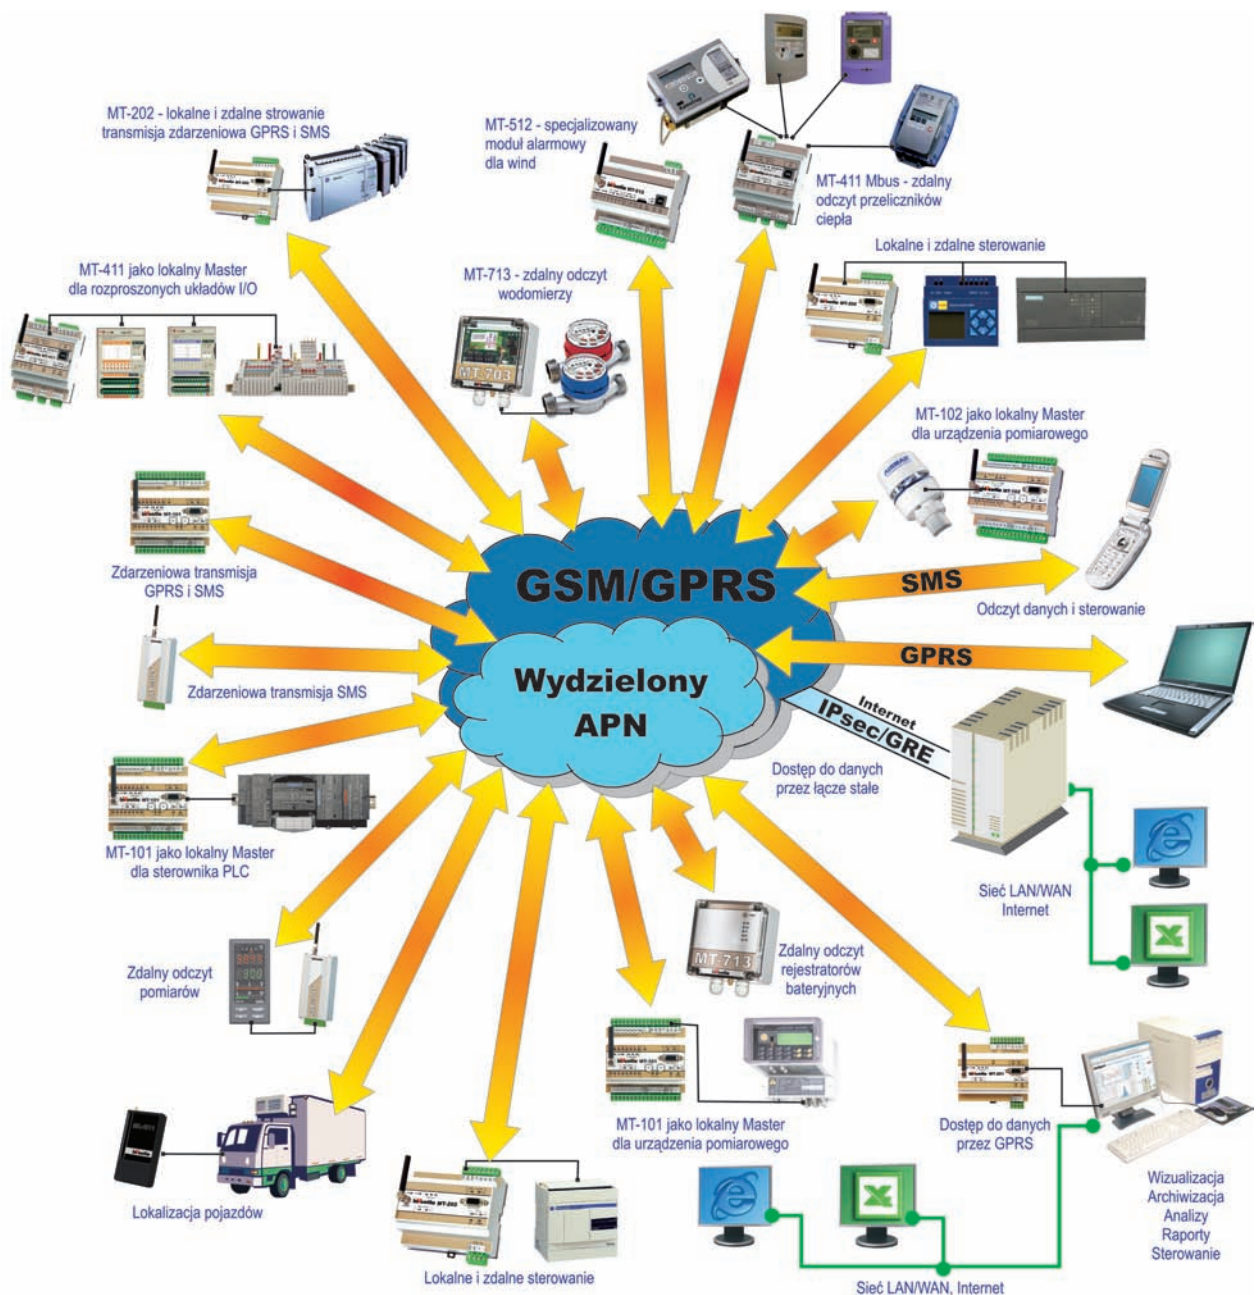 MT-202 - lokalne i zdalne strowanie
transmisja zdarzeniowa GPRS i SMS
MT-512 - specjalizowany
moduł alarmowy
dla wind
MT-411 Mbus - zdalny
odczyt przeliczników
ciepła
MT-411 jako lokalny Master
dla rozproszonych układów I/O
MT-713 - zdalny odczyt
wodomierzy
MT-703
Lokalne i zdalne sterowanie
MT-102 jako lokalny Master
dla urządzenia pomiarowego
Zdarzeniowa transmisja
GPRS i SMS
GSM/GPRS
SMS
Odczyt danych i sterowanie
Zdarzeniowa transmisja SMS
Wydzielony
APN
GPRS
Internet
IPsec/GRE
Dostęp do danych
przez łącze stałe
MT-101 jako lokalny Master
dla sterownika PLC
Sieć LAN/WAN
Internet
Zdalny odczyt
pomiarów
MT-713
Zdalny odczyt
rejestratorów
bateryjnych
MT-101 jako lokalny Master
dla urządzenia pomiarowego
Dostęp do danych
przez GPRS
Lokalizacja pojazdów
Wizualizacja
Archiwizacja
Analizy
Raporty
Sterowanie
Lokalne i zdalne sterowanie
Sieć LAN/WAN, Internet